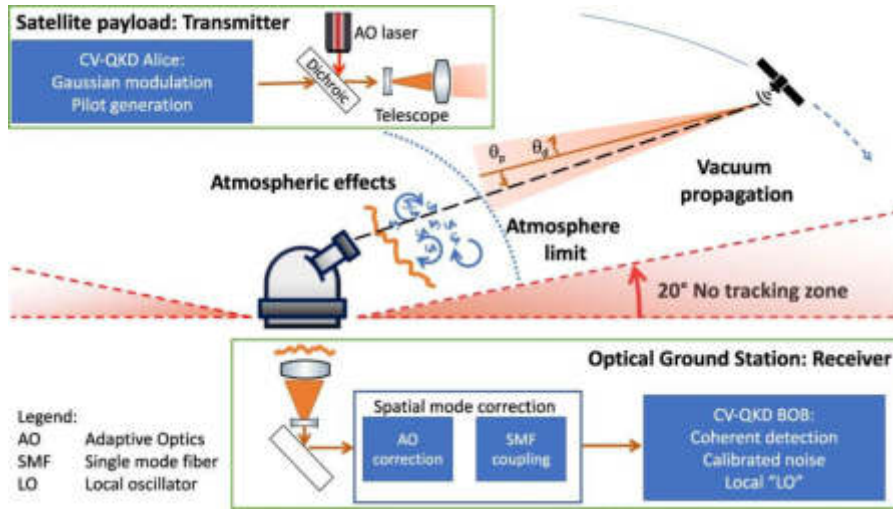 Satellite payload: Transmitter
CV-QKD Alice:
Gaussian modulation
Pilot generation
AO laser
Dichroic
Telescope
θp
θd
Atmospheric effects
Vacuum
propagation
Atmosphere
limit
20° No tracking zone
Optical Ground Station: Receiver
Spatial mode correction
AO
correction
SMF
coupling
CV-QKD BOB:
Coherent detection
Calibrated noise
Local "LO"
Legend:
AO Adaptive Optics
SMF Single mode fiber
LO Local oscillator